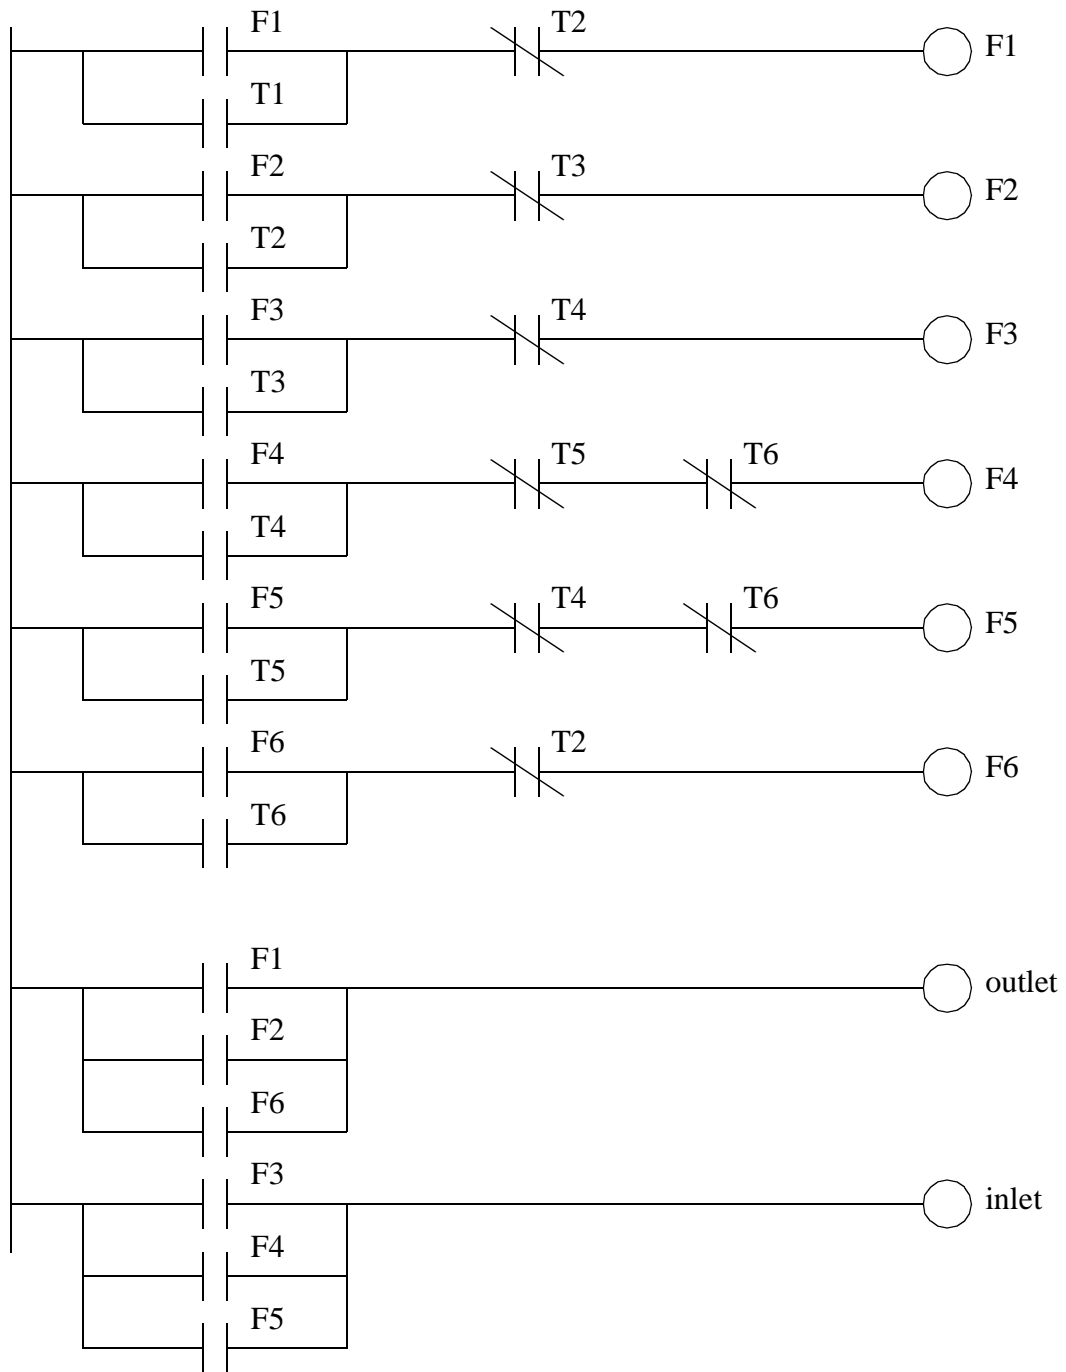 F1 T2 F1
T1
F2 T3 F2
T2
F3 T4 F3
T3
F4 T5 T6 F4
T4
F5 T4 T6 F5
T5
F6 T2 F6
T6
F1 outlet
F2
F6
F3 inlet
F4
F5